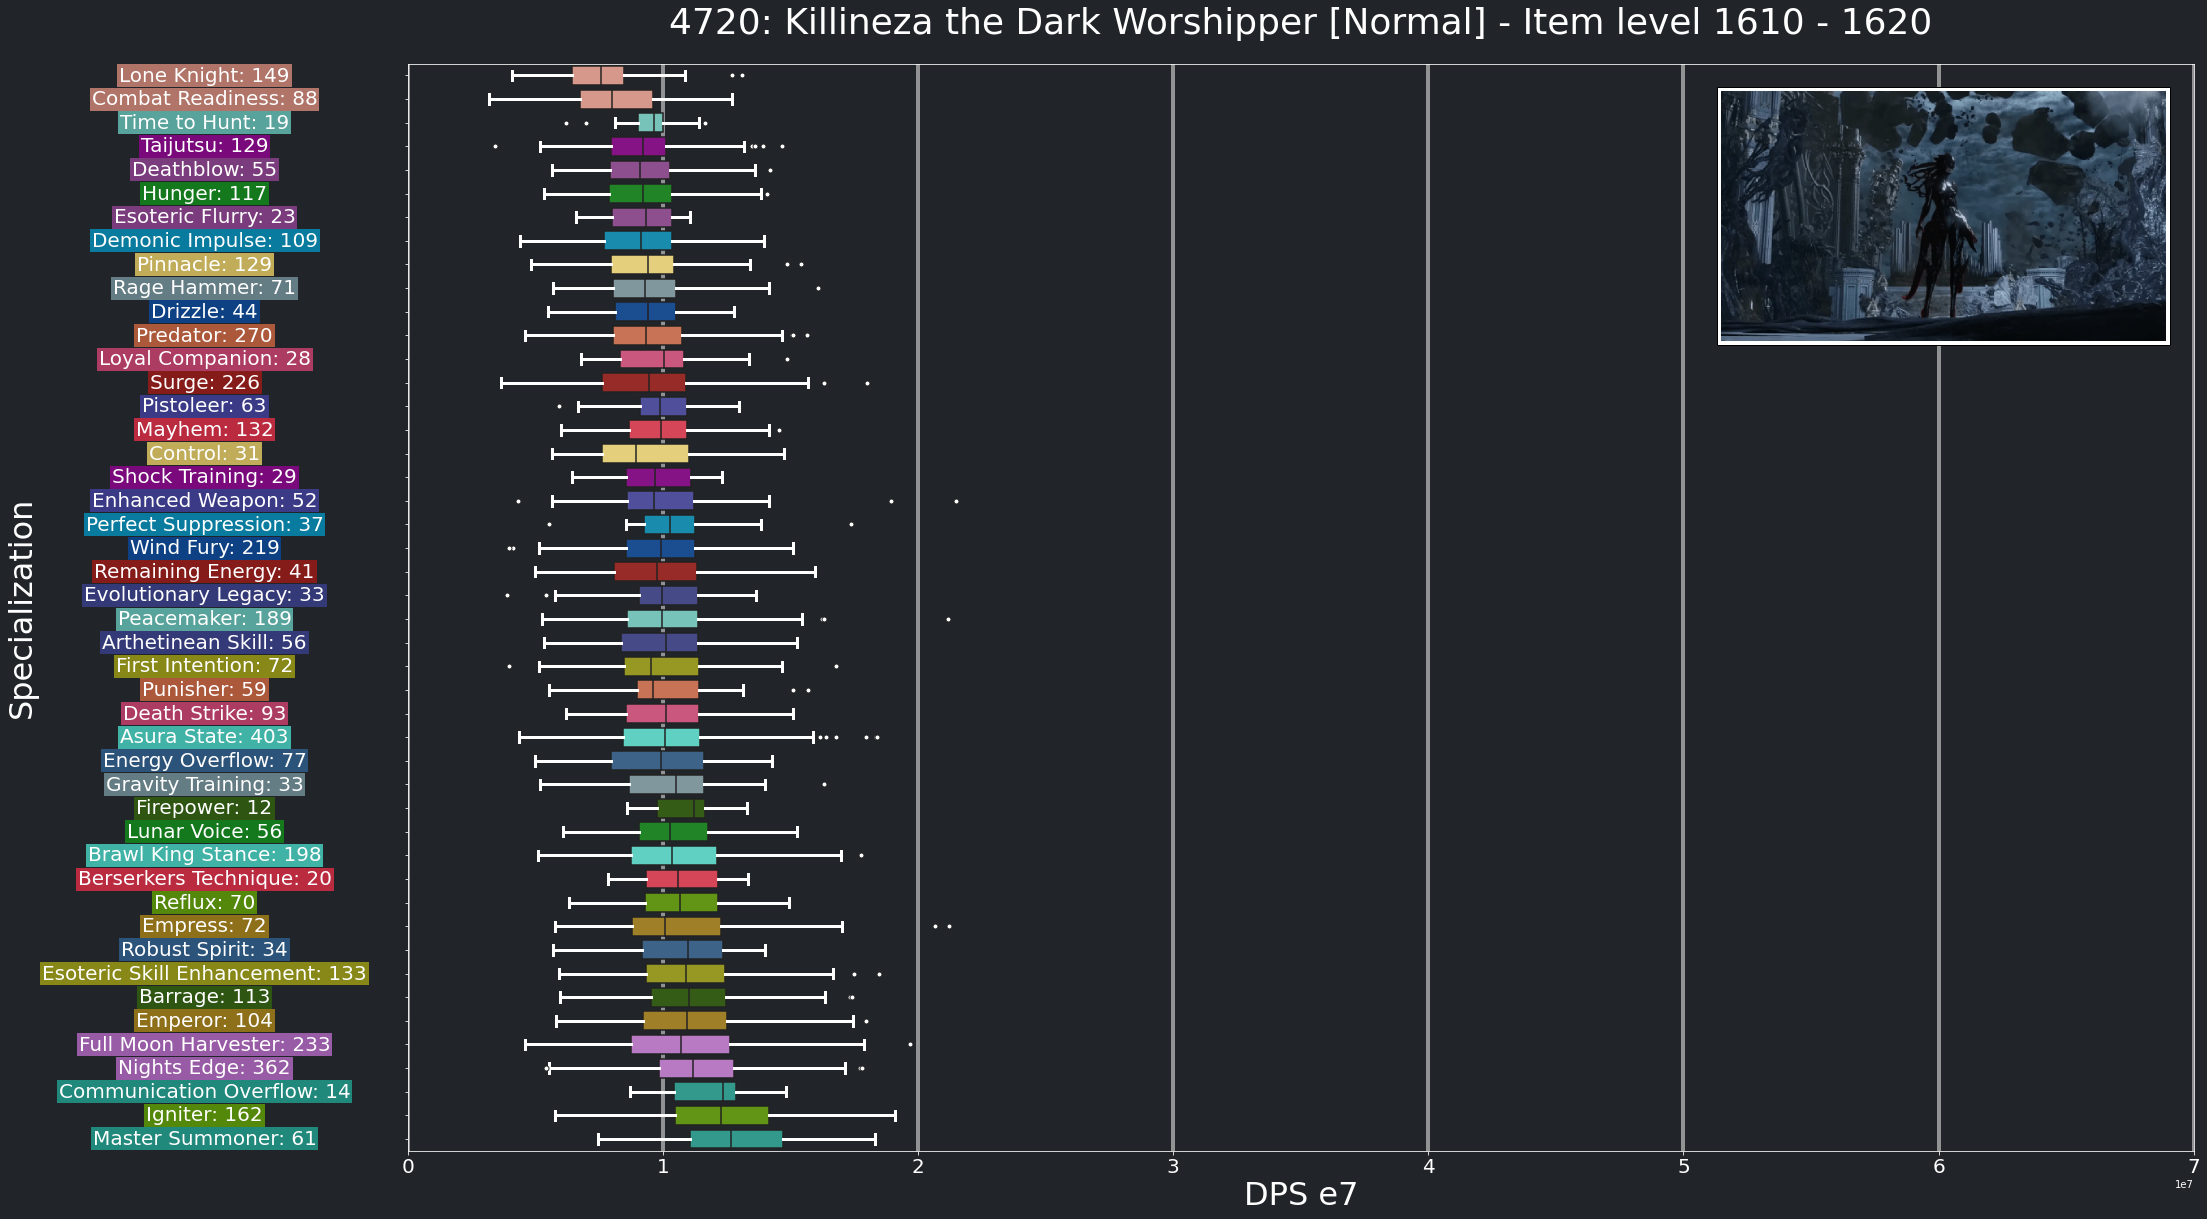 4720: Killineza the Dark Worshipper [Normal] - Item level 1610 - 1620
Specialization
Lone Knight: 149
Combat Readiness: 88
Time to Hunt: 19
Taijutsu: 129
Deathblow: 55
Hunger: 117
Esoteric Flurry: 23
Demonic Impulse: 109
Pinnacle: 129
Rage Hammer: 71
Drizzle: 44
Predator: 270
Loyal Companion: 28
Surge: 226
Pistoleer: 63
Mayhem: 132
Control: 31
Shock Training: 29
Enhanced Weapon: 52
Perfect Suppression: 37
Wind Fury: 219
Remaining Energy: 41
Evolutionary Legacy: 33
Peacemaker: 189
Arthetinean Skill: 56
First Intention: 72
Punisher: 59
Death Strike: 93
Asura State: 403
Energy Overflow: 77
Gravity Training: 33
Firepower: 12
Lunar Voice: 56
Brawl King Stance: 198
Berserkers Technique: 20
Reflux: 70
Empress: 72
Robust Spirit: 34
Esoteric Skill Enhancement: 133
Barrage: 113
Emperor: 104
Full Moon Harvester: 233
Nights Edge: 362
Communication Overflow: 14
Igniter: 162
Master Summoner: 61
0 1 2 3 4 5 6 7
1e7
DPS e7